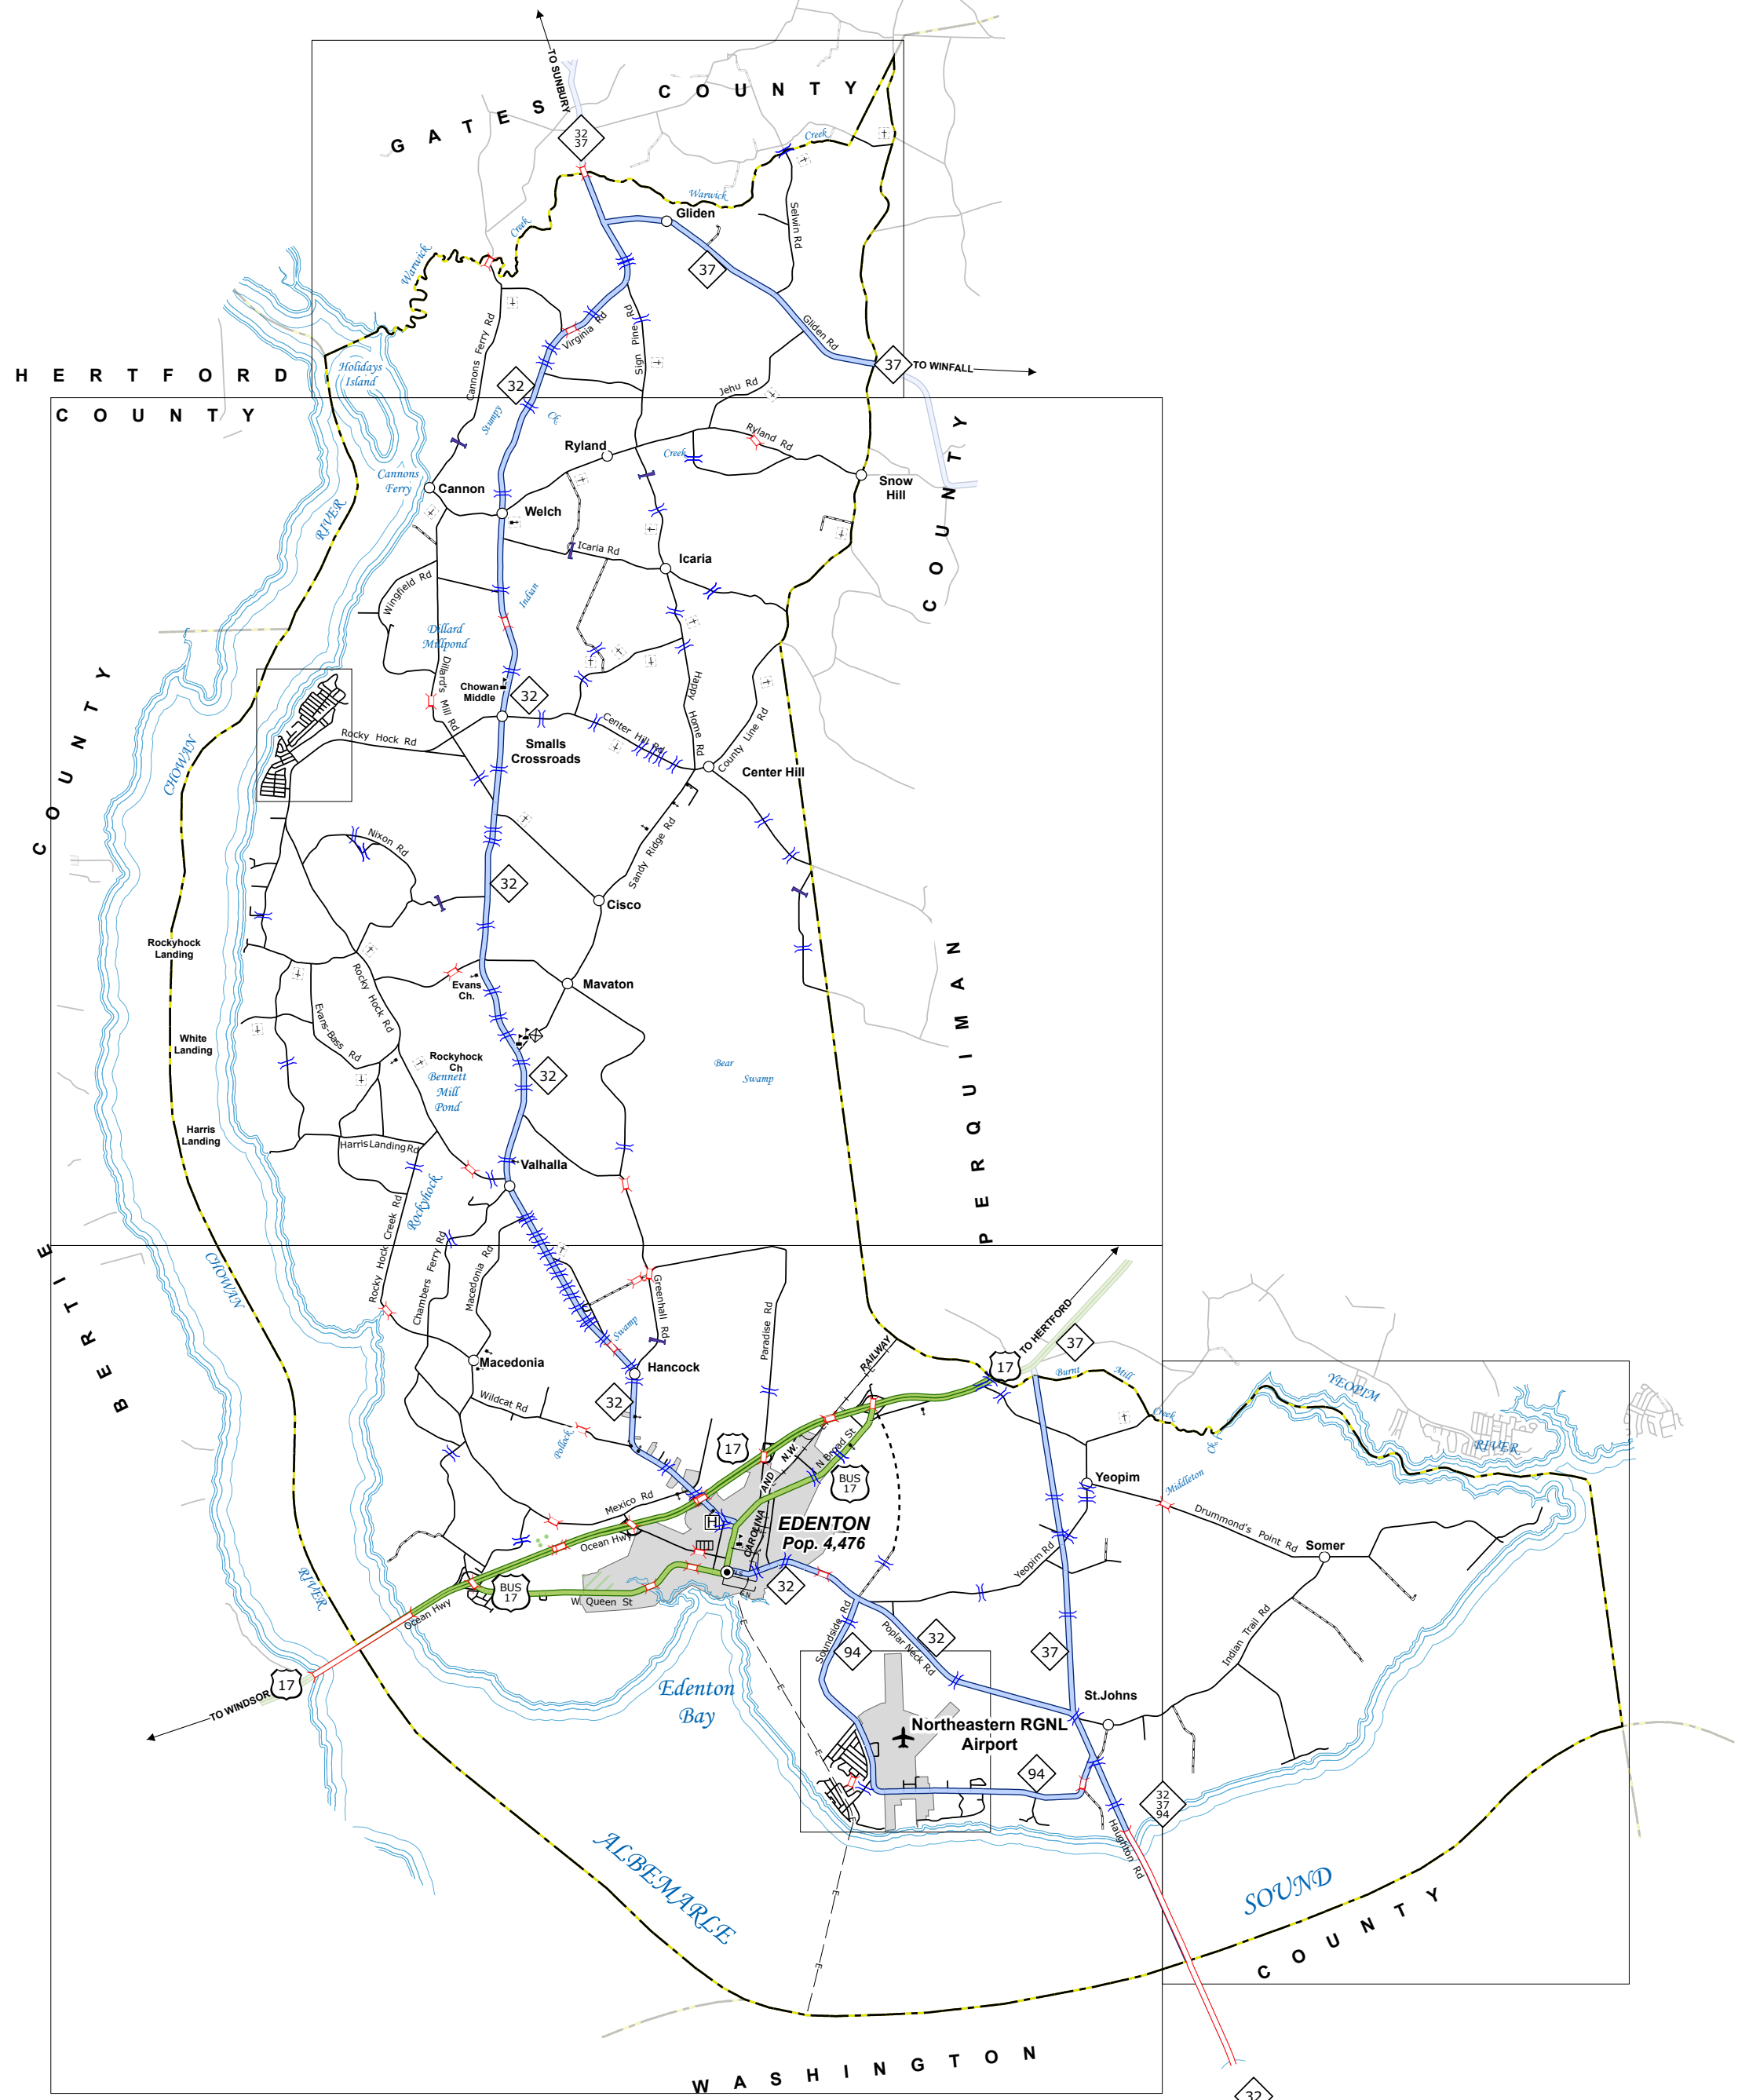 TO SUNBURY
GATES COUNTY
32
37
Creek
Warwick
Gliden
Selwin Rd
Creek
Warwick
37
Cannons Ferry Rd
Virginia Rd
Sign Pine Rd
Gliden Rd
37
TO WINFALL
HERTFORD
COUNTY
Holidays
Island
32
Jehu Rd
Stumpy
Ck.
Ryland
Ryland Rd
Creek
Cannons
Ferry
Cannon
Snow
Hill
Welch
RIVER
Icaria Rd
Icaria
COUNTY
Wingfield Rd
Indian
Dillard
Millpond
Dillard's Mill Rd
Chowan
Middle
32
Happy Home Rd
COUNTY
Rocky Hock Rd
Center Hill Rd
County Line Rd
Smalls
Crossroads
Center Hill
CHOWAN
Nixon Rd
Sandy Ridge Rd
32
Cisco
Rockyhock
Landing
Rocky Hock Rd
Evans
Ch.
Mavaton
PERQUIMAN
Evans-Bass Rd
White
Landing
Rockyhock
Ch
Bennett
Mill
Pond
32
Bear
Swamp
Harris
Landing
Harris Landing Rd
Valhalla
Rockyhock
Rocky Hock Creek Rd
Chambers Ferry Rd
Macedonia Rd
BERTIE
CHOWAN
Greenhall Rd
Paradise Rd
Swamp
RAILWAY
TO HERTFORD
37
17
Burnt
Mill
Creek
YEOPIM
RIVER
Macedonia
Hancock
Wildcat Rd
32
Pollock
17
N Broad St
BUS
17
CAROLINA AND N.W.
Yeopim
Middleton
Ck.
Mexico Rd
Ocean Hwy
H
EDENTON
Pop. 4,476
Drummond's Point Rd
Somer
Yeopim Rd
RIVER
BUS
17
W. Queen St
32
Ocean Hwy
Soundside Rd
94
Poplar Neck Rd
32
37
Indian Trail Rd
17
TO WINDSOR
Edenton
Bay
E
E
St.Johns
Northeastern RGNL
Airport
94
32
37
94
Haughton Rd
ALBEMARLE
SOUND
E
E
COUNTY
WASHINGTON
32